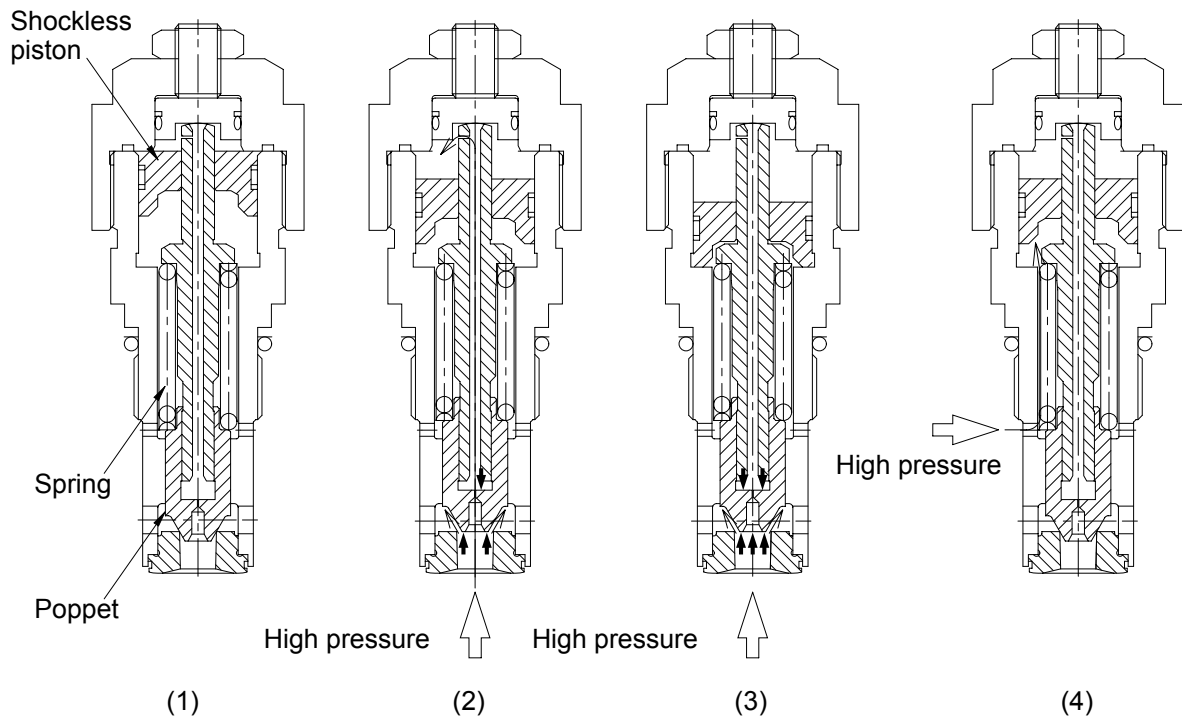 Shockless
piston
Spring
Poppet
High pressure
High pressure
High pressure
(1)
(2)
(3)
(4)